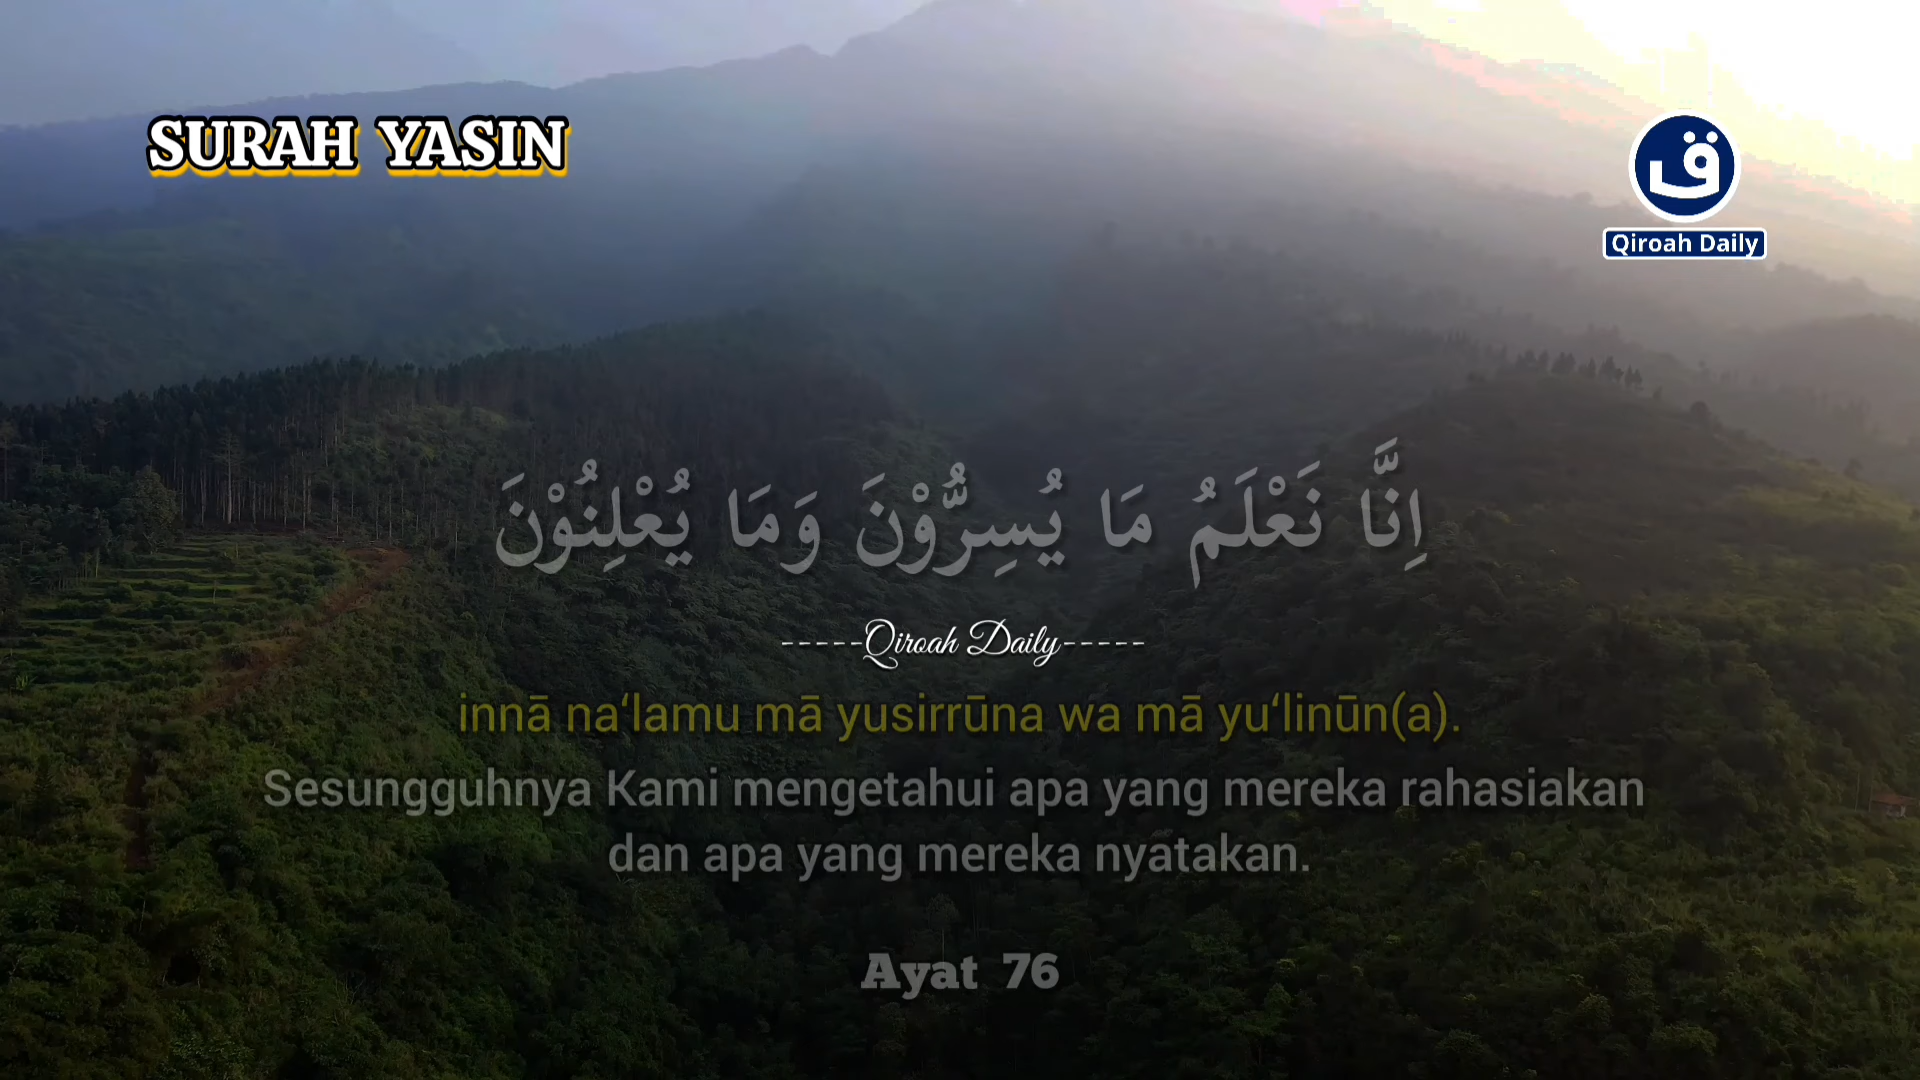 SURAH YASIN
ق
Qiroah Daily
اِنَّا نَعْلَمُ مَا يُسِرُّوْنَ وَمَا يُعْلِنُوْنَ
-----Qiroah Daily-----
innā na‘lamu mā yusirrūna wa mā yu‘linūn(a).
Sesungguhnya Kami mengetahui apa yang mereka rahasiakan
dan apa yang mereka nyatakan.
Ayat 76